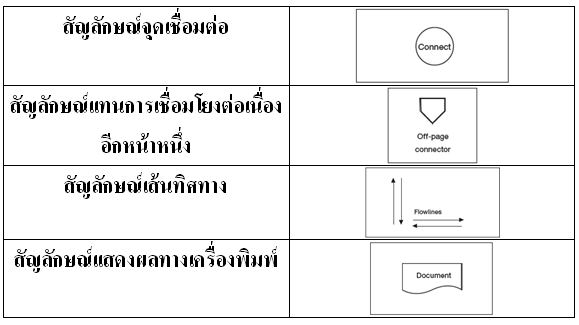 สัญลักษณ์จุดเชื่อมต่อ
Connect
สัญลักษณ์แทนการเชื่อมโยงต่อเนื่อง
อีกหน้าหนึ่ง
Off-page
connector
สัญลักษณ์เส้นทิศทาง
Flowlines
สัญลักษณ์แสดงผลทางเครื่องพิมพ์
Document